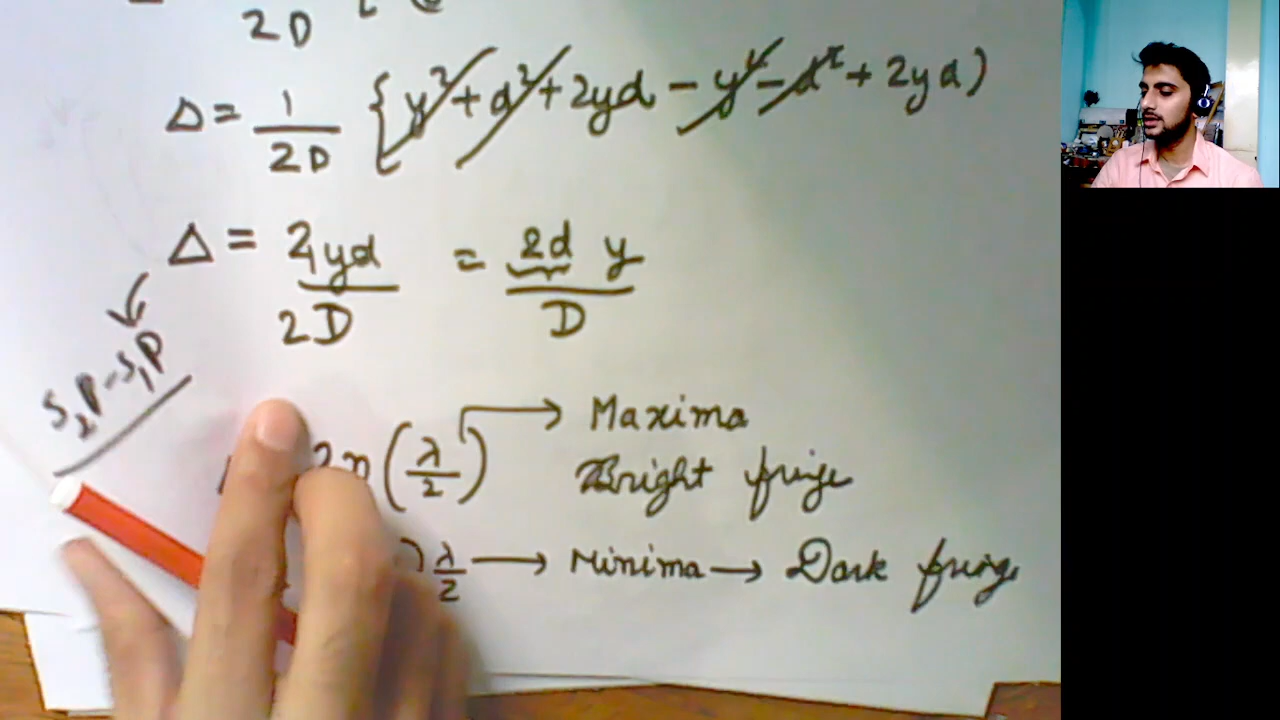 2D
Δ = 1/2D { y² + d² + 2yd - y² - d² + 2yd )
Δ = 4yd/2D = 2d y/D
S₂P - S₁P
2n (λ/2) → Maxima
Bright fringe
) λ/2 → Minima → Dark fringe